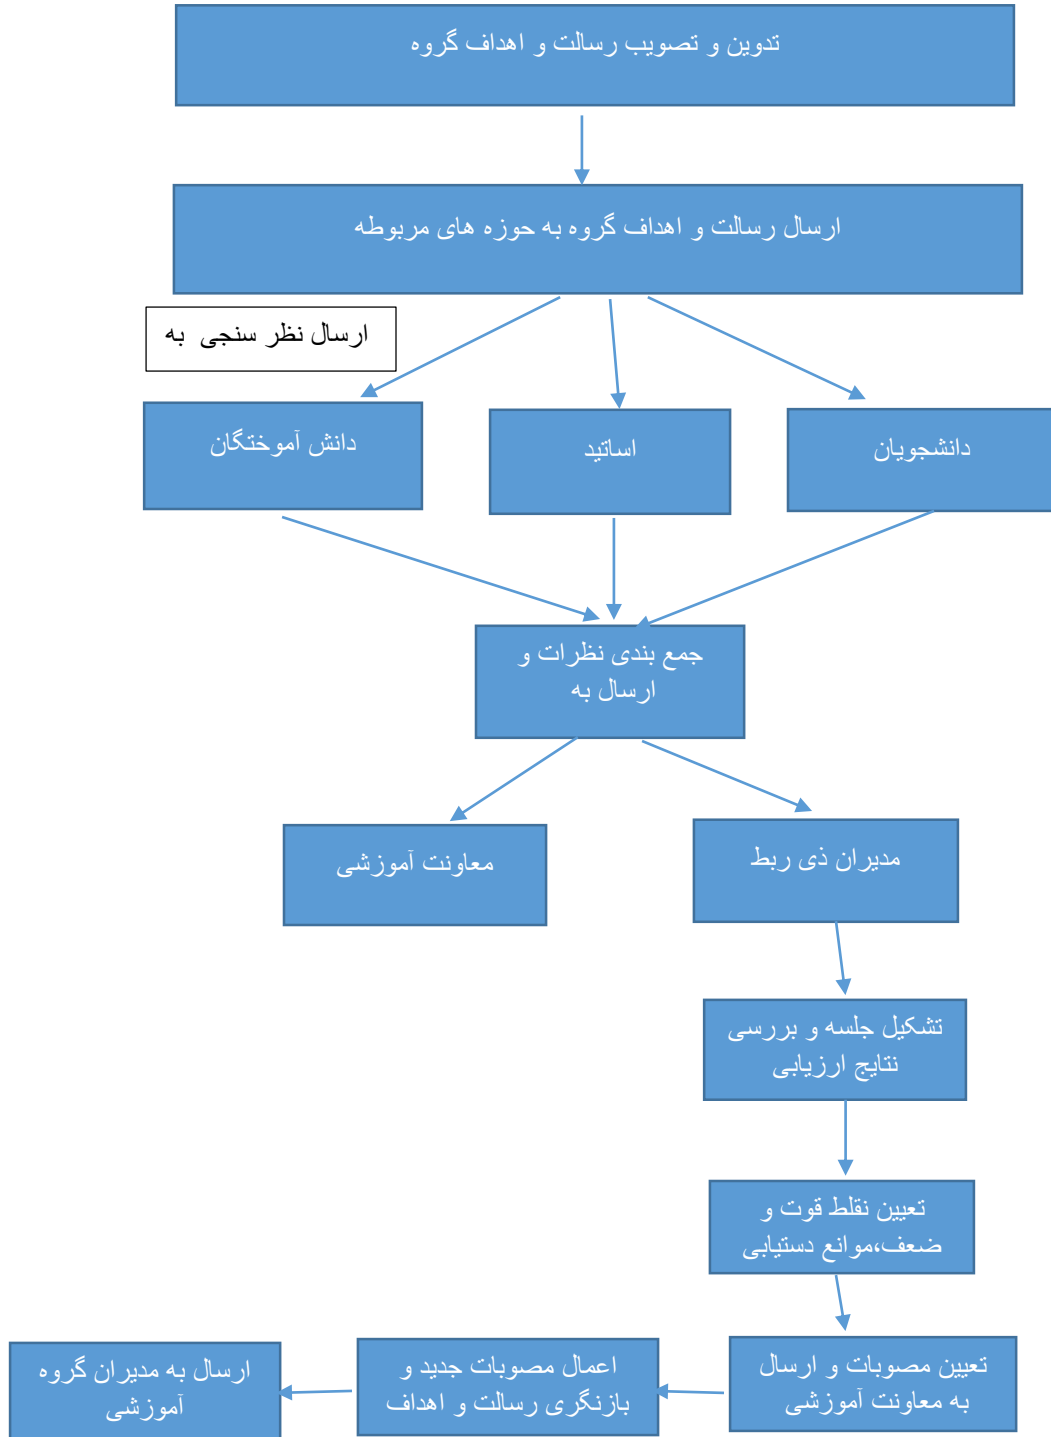 تدوین و تصویب رسالت و اهداف گروه
ارسال رسالت و اهداف گروه به حوزه های مربوطه
ارسال نظر سنجی به
دانشجویان
اساتید
دانش آموختگان
جمع بندی نظرات و
ارسال به
مدیران ذی ربط
معاونت آموزشی
تشکیل جلسه و بررسی
نتایج ارزیابی
تعیین نقلط قوت و
ضعف،موانع دستیابی
تعیین مصوبات و ارسال
به معاونت آموزشی
اعمال مصوبات جدید و
بازنگری رسالت و اهداف
ارسال به مدیران گروه
آموزشی